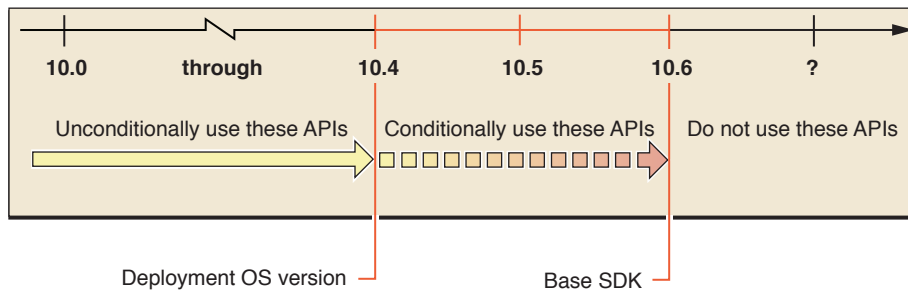 10.0 through 10.4 10.5 10.6 ?
Unconditionally use these APIs Conditionally use these APIs Do not use these APIs
Deployment OS version Base SDK